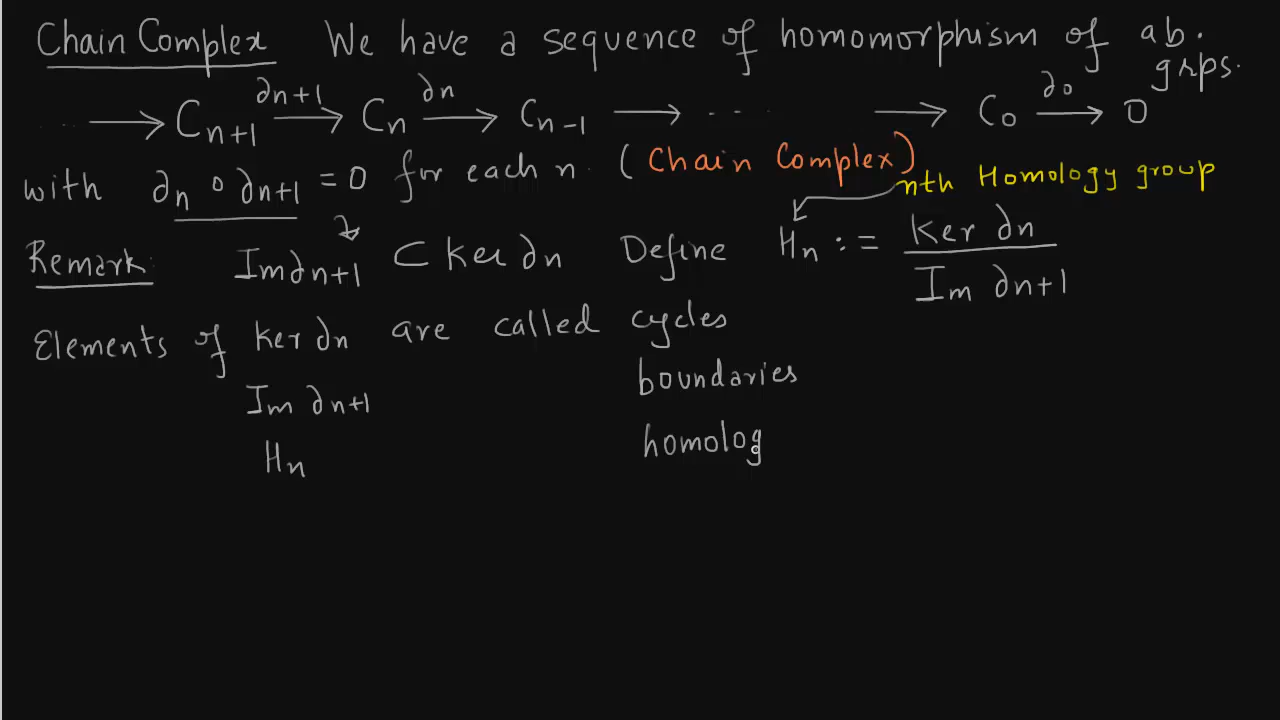 Chain Complex We have a sequence of homomorphism of ab. grps.
..... → Cn+1 ∂n+1 → Cn ∂n → Cn-1 → ... → C0 ∂0 → 0
with ∂n ∘ ∂n+1 = 0 for each n. (Chain Complex)
nth Homology group
Remark Im ∂n+1 ⊂ Ker ∂n Define Hn := Ker ∂n / Im ∂n+1
Elements of Ker ∂n are called cycles
Im ∂n+1 boundaries
Hn homolog